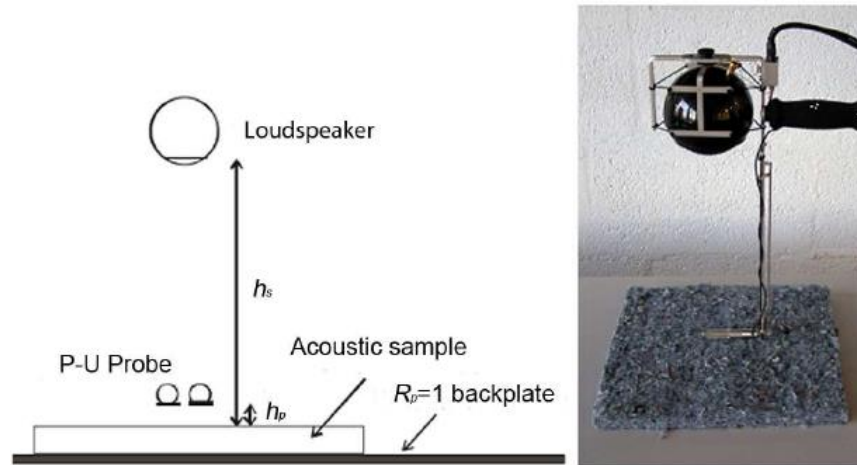 Loudspeaker
hs
P-U Probe
Acoustic sample
hp
Rp=1 backplate